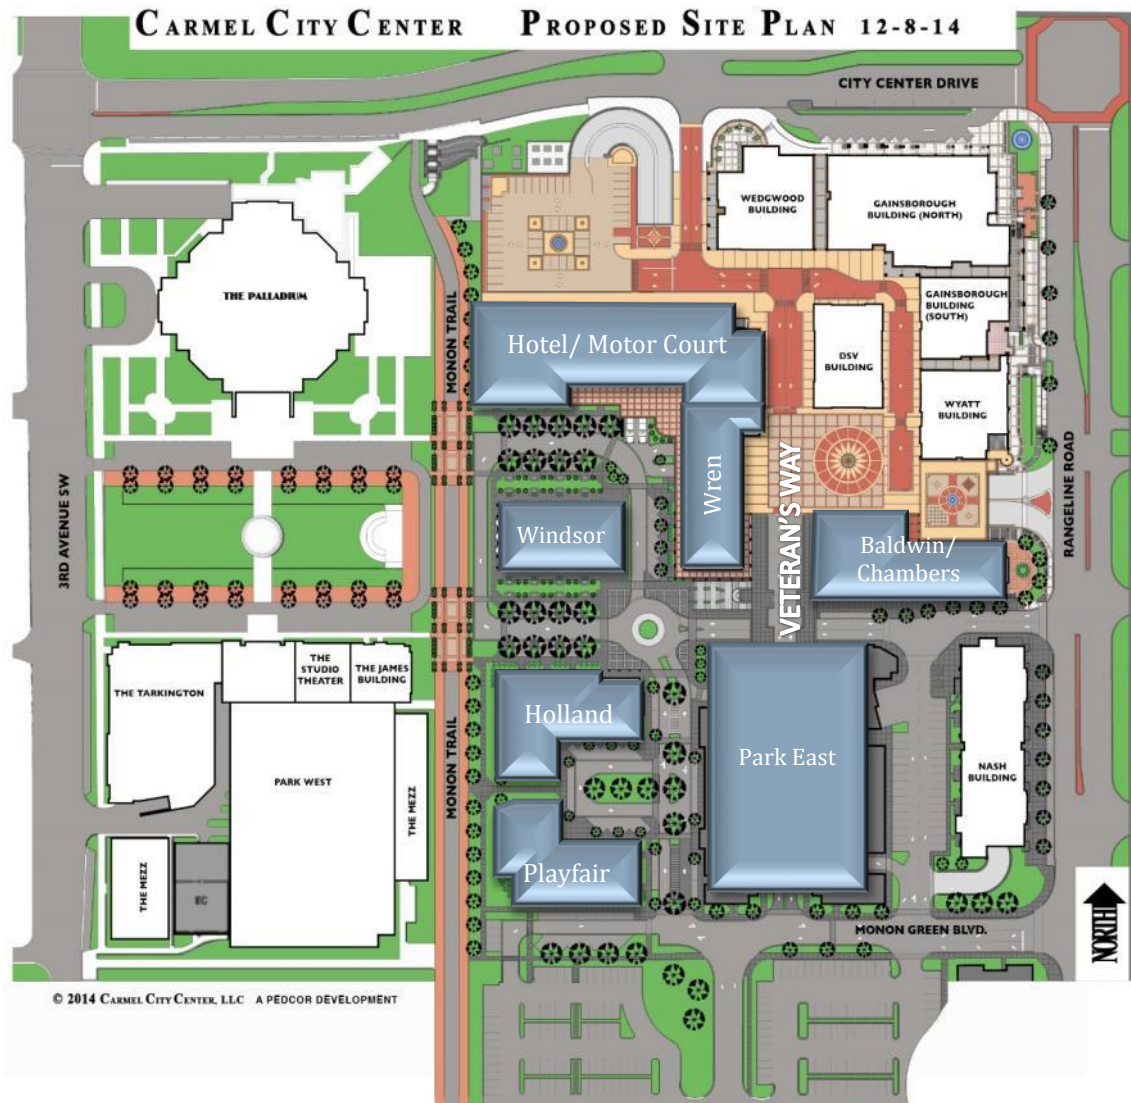 CARMEL CITY CENTER PROPOSED SITE PLAN 12-8-14
CITY CENTER DRIVE
WEDGWOOD
BUILDING
GAINSBOROUGH
BUILDING (NORTH)
THE PALLADIUM
MONON TRAIL
GAINSBOROUGH
BUILDING
(SOUTH)
Hotel/ Motor Court
DSV
BUILDING
WYATT
BUILDING
3RD AVENUE SW
Wren
VETERAN'S WAY
RANGELINE ROAD
Windsor
Baldwin/
Chambers
THE TARKINGTON
THE
STUDIO
THEATER
THE JAMES
BUILDING
Holland
Park East
NASH
BUILDING
PARK WEST
MONON TRAIL
THE MEZZ
THE MEZZ
EC
Playfair
MONON GREEN BLVD.
NORTH
© 2014 CARMEL CITY CENTER, LLC A PEDCOR DEVELOPMENT